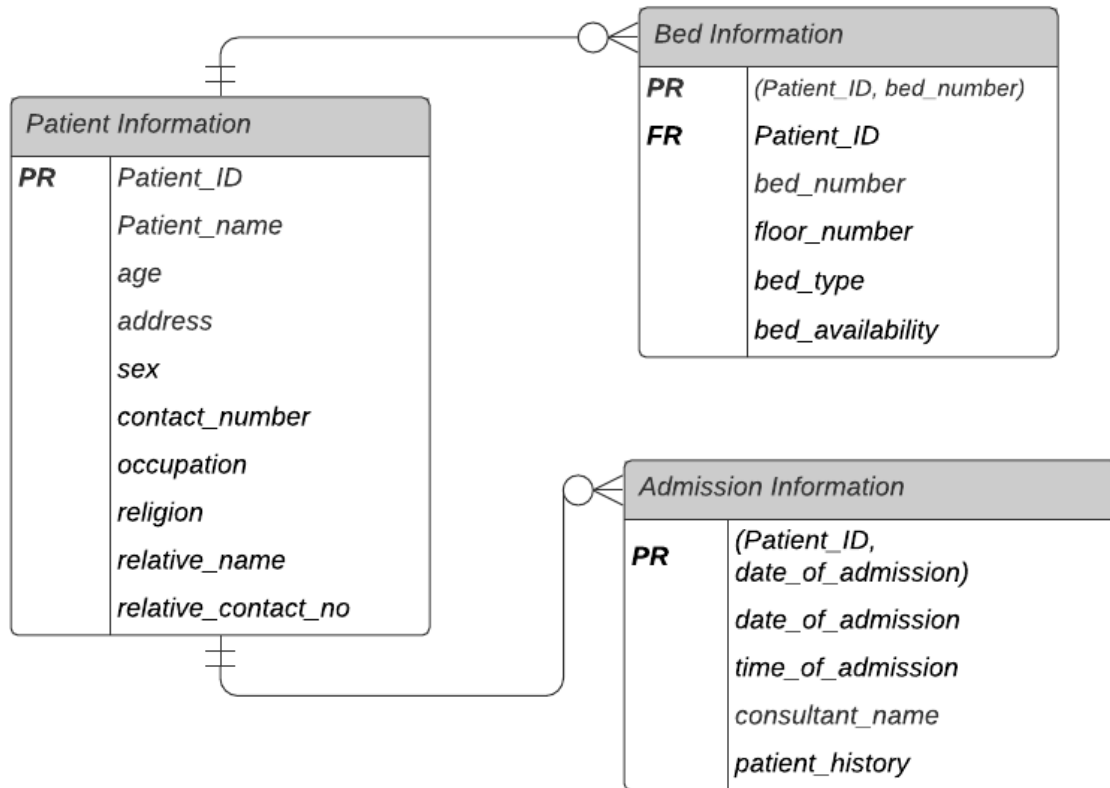 Bed Information
PR (Patient_ID, bed_number)
FR Patient_ID
bed_number
floor_number
bed_type
bed_availability
Patient Information
PR Patient_ID
Patient_name
age
address
sex
contact_number
occupation
religion
relative_name
relative_contact_no
Admission Information
PR (Patient_ID,
date_of_admission)
date_of_admission
time_of_admission
consultant_name
patient_history